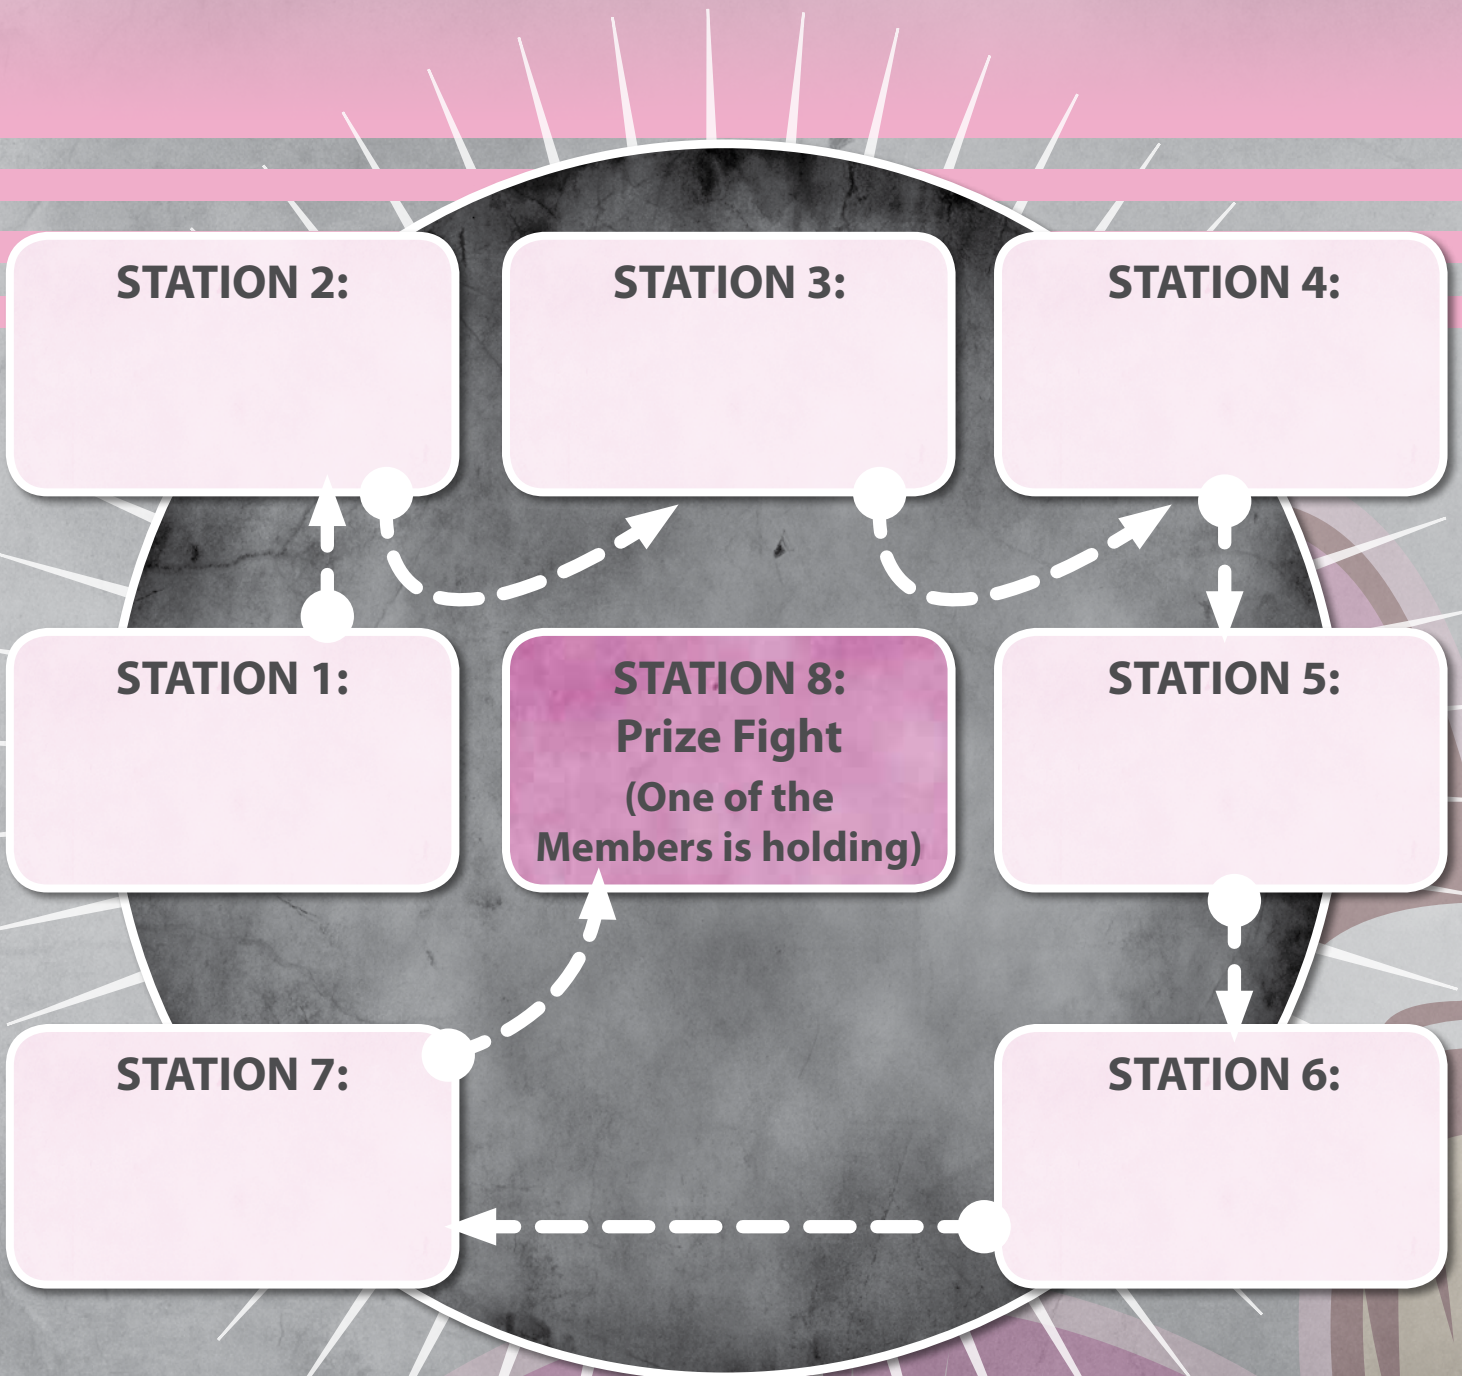 STATION 2:
STATION 3:
STATION 4:
STATION 1:
STATION 8:
Prize Fight
(One of the
Members is holding)
STATION 5:
STATION 7:
STATION 6: